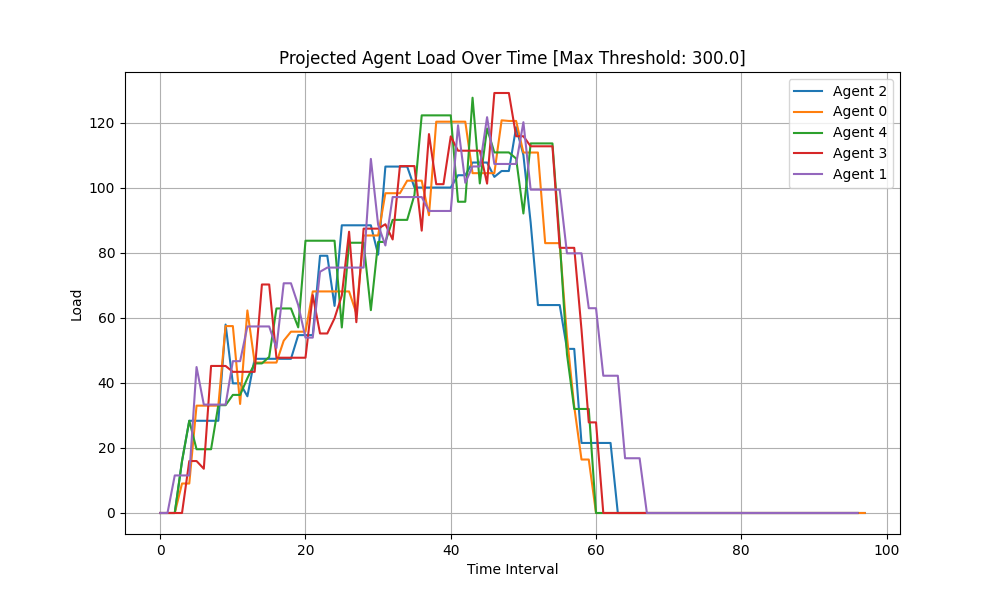 Projected Agent Load Over Time [Max Threshold: 300.0]
Agent 2
Agent 0
Agent 4
Agent 3
Agent 1
Load
120
100
80
60
40
20
0
0 20 40 60 80 100
Time Interval